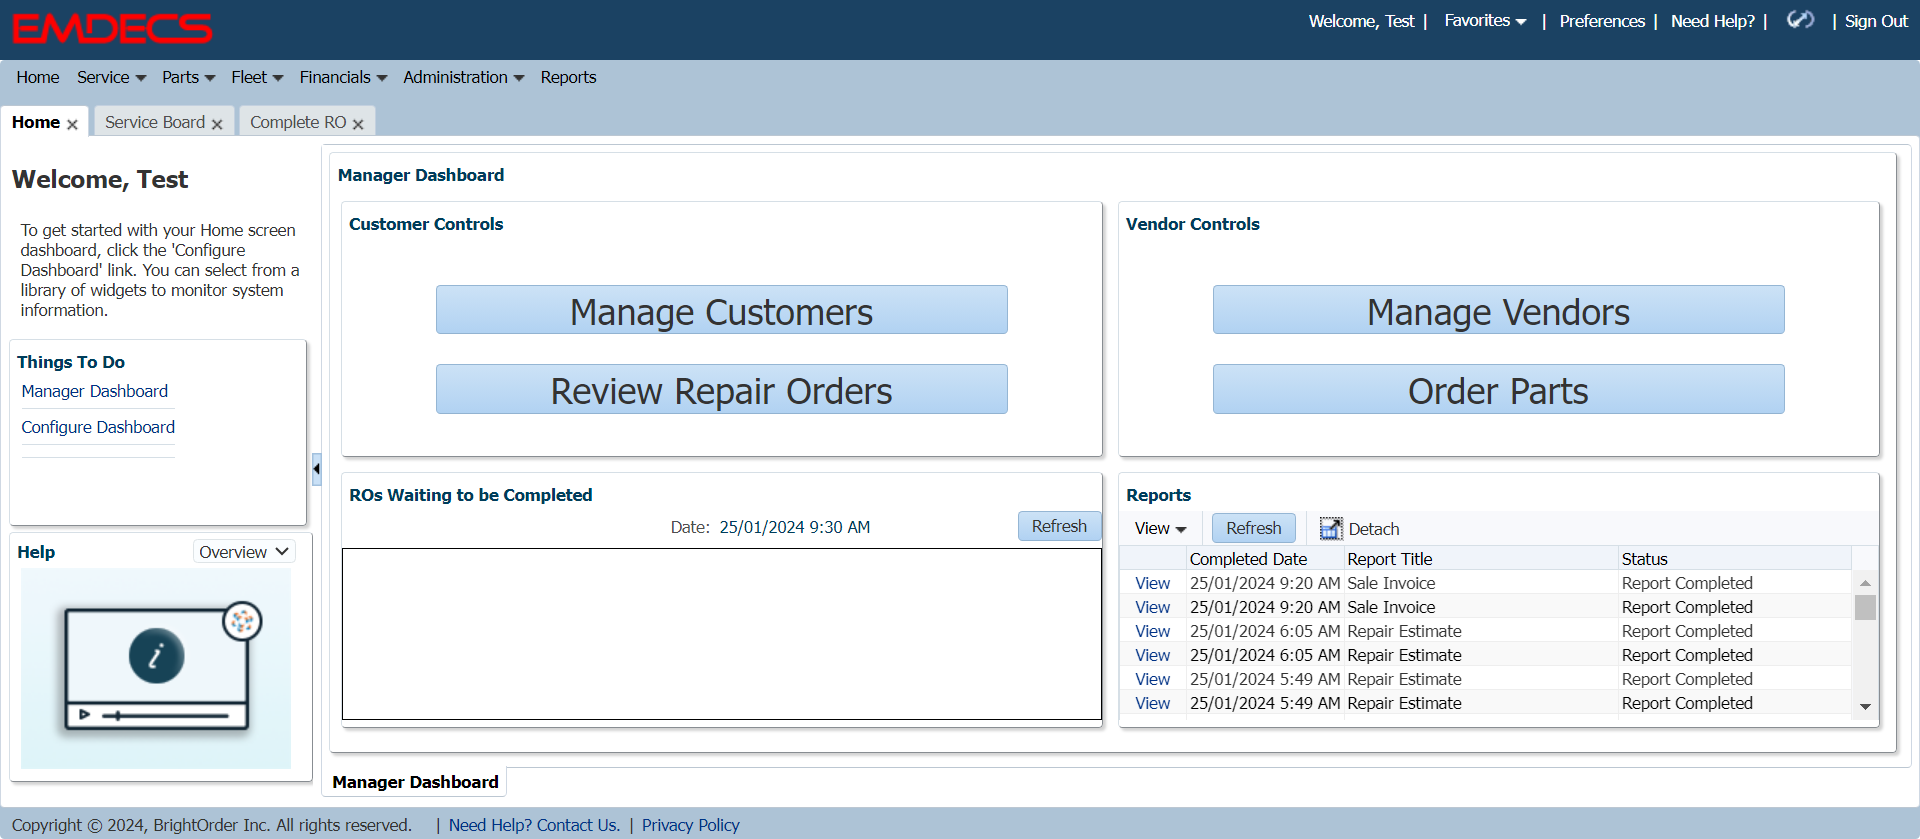 EMDECS
Welcome, Test | Favorites | Preferences | Need Help? | | Sign Out
Home Service Parts Fleet Financials Administration Reports
Home Service Board Complete RO
Welcome, Test
To get started with your Home screen
dashboard, click the 'Configure
Dashboard' link. You can select from a
library of widgets to monitor system
information.
Things To Do
Manager Dashboard
Configure Dashboard
Help Overview
i
Manager Dashboard
Customer Controls
Manage Customers
Review Repair Orders
Vendor Controls
Manage Vendors
Order Parts
ROs Waiting to be Completed
Date: 25/01/2024 9:30 AM Refresh
Reports
View Refresh Detach
Completed Date Report Title Status
View 25/01/2024 9:20 AM Sale Invoice Report Completed
View 25/01/2024 9:20 AM Sale Invoice Report Completed
View 25/01/2024 6:05 AM Repair Estimate Report Completed
View 25/01/2024 6:05 AM Repair Estimate Report Completed
View 25/01/2024 5:49 AM Repair Estimate Report Completed
View 25/01/2024 5:49 AM Repair Estimate Report Completed
Manager Dashboard
Copyright © 2024, BrightOrder Inc. All rights reserved. | Need Help? Contact Us. | Privacy Policy